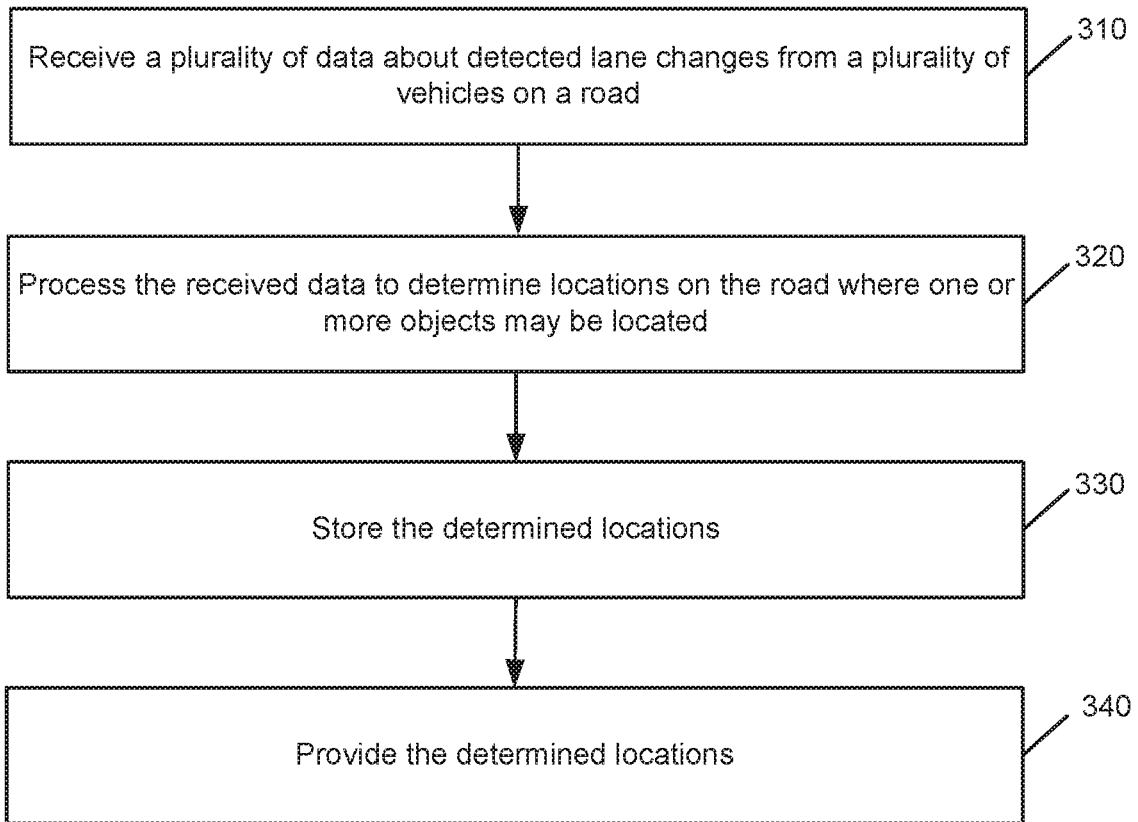 310
Receive a plurality of data about detected lane changes from a plurality of
vehicles on a road
320
Process the received data to determine locations on the road where one or
more objects may be located
330
Store the determined locations
340
Provide the determined locations